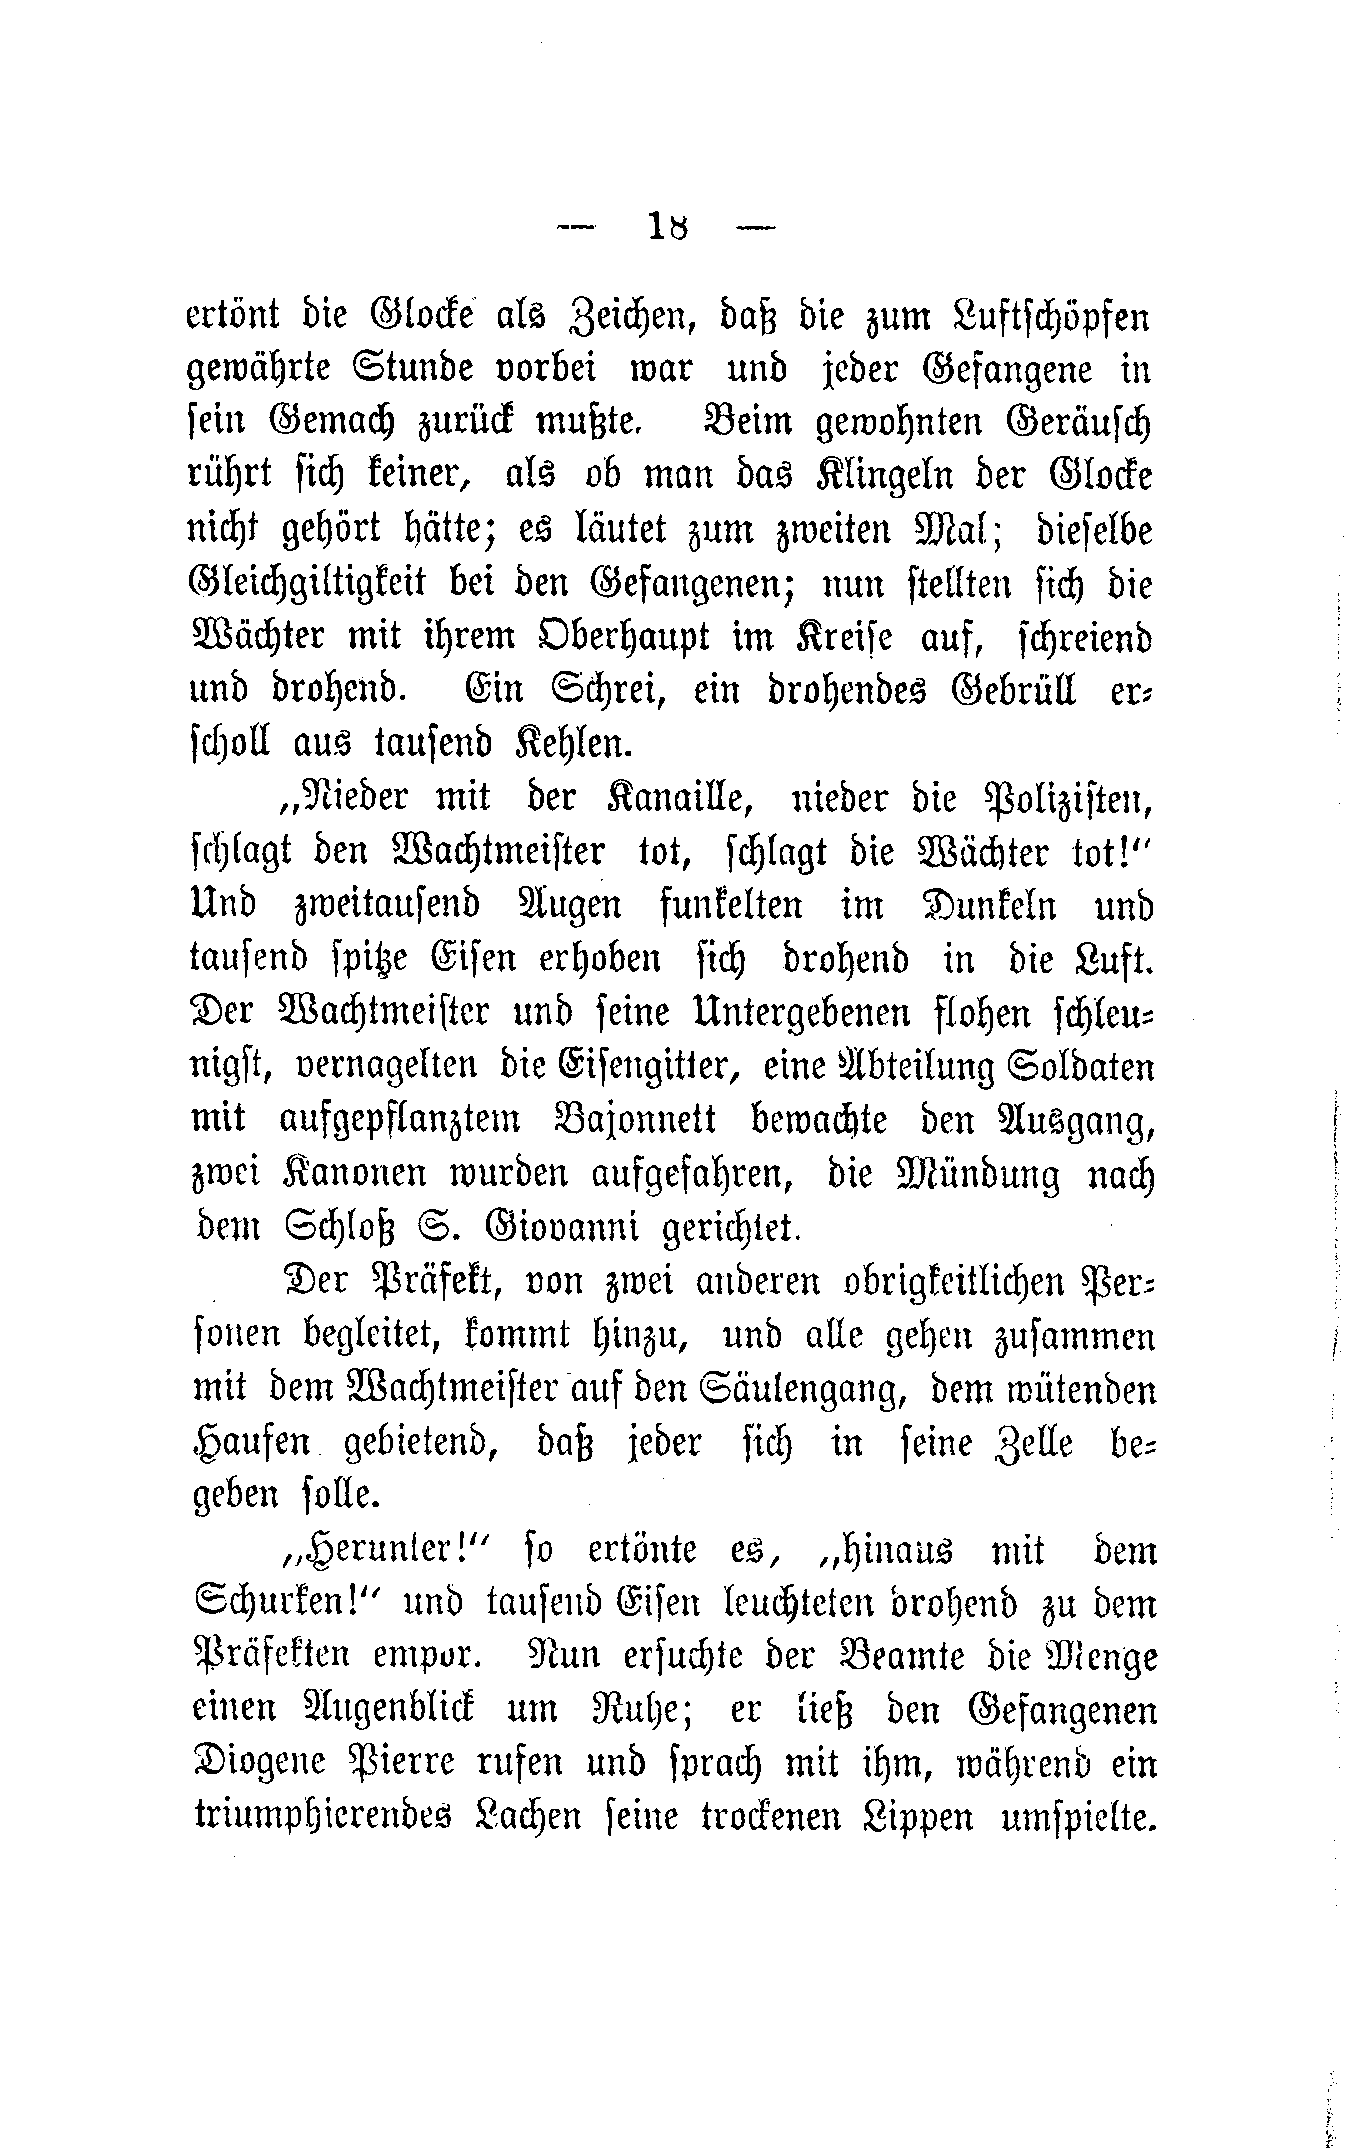 — 18 —
ertönt die Glocke als Zeichen, daß die zum Luftschöpfen
gewährte Stunde vorbei war und jeder Gefangene in
sein Gemach zurück mußte. Beim gewohnten Geräusch
rührt sich keiner, als ob man das Klingeln der Glocke
nicht gehört hätte; es läutet zum zweiten Mal; dieselbe
Gleichgiltigkeit bei den Gefangenen; nun stellten sich die
Wächter mit ihrem Oberhaupt im Kreise auf, schreiend
und drohend. Ein Schrei, ein drohendes Gebrüll er-
scholl aus tausend Kehlen.
„Nieder mit der Kanaille, nieder die Polizisten,
schlagt den Wachtmeister tot, schlagt die Wächter tot!“
Und zweitausend Augen funkelten im Dunkeln und
tausend spitze Eisen erhoben sich drohend in die Luft.
Der Wachtmeister und seine Untergebenen flohen schleu-
nigst, vernagelten die Eisengitter, eine Abteilung Soldaten
mit aufgepflanztem Bajonnett bewachte den Ausgang,
zwei Kanonen wurden aufgefahren, die Mündung nach
dem Schloß S. Giovanni gerichtet.
Der Präfekt, von zwei anderen obrigkeitlichen Per-
sonen begleitet, kommt hinzu, und alle gehen zusammen
mit dem Wachtmeister auf den Säulengang, dem wütenden
Haufen gebietend, daß jeder sich in seine Zelle be-
geben solle.
„Herunter!“ so ertönte es, „hinaus mit dem
Schurken!“ und tausend Eisen leuchteten drohend zu dem
Präfekten empor. Nun ersuchte der Beamte die Menge
einen Augenblick um Ruhe; er ließ den Gefangenen
Diogene Pierre rufen und sprach mit ihm, während ein
triumphierendes Lachen seine trockenen Lippen umspielte.